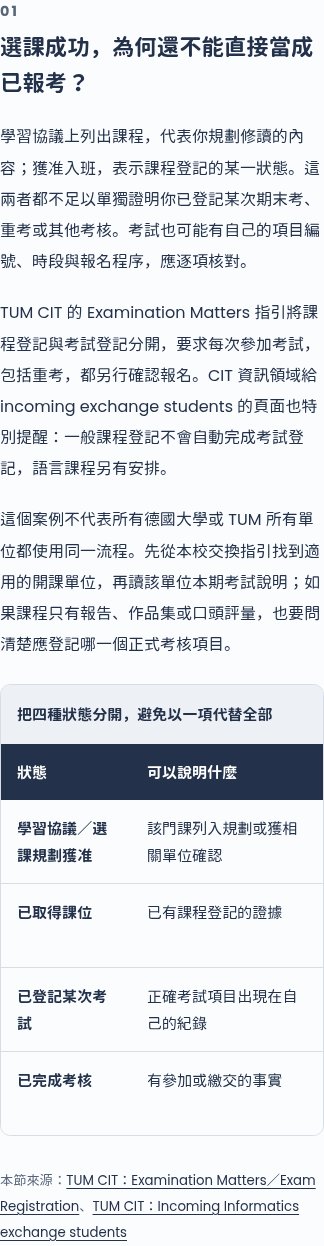 01
選課成功，為何還不能直接當成
已報考？
學習協議上列出課程，代表你規劃修讀的內
容；獲准入班，表示課程登記的某一狀態。這
兩者都不足以單獨證明你已登記某次期末考、
重考或其他考核。考試也可能有自己的項目編
號、時段與報名程序，應逐項核對。
TUM CIT 的 Examination Matters 指引將課
程登記與考試登記分開，要求每次參加考試，
包括重考，都另行確認報名。CIT 資訊領域給
incoming exchange students 的頁面也特
別提醒：一般課程登記不會自動完成考試登
記，語言課程另有安排。
這個案例不代表所有德國大學或 TUM 所有單
位都使用同一流程。先從本校交換指引找到適
用的開課單位，再讀該單位本期考試說明；如
果課程只有報告、作品集或口頭評量，也要問
清楚應登記哪一個正式考核項目。
把四種狀態分開，避免以一項代替全部
狀態 可以說明什麼
學習協議／選 該門課列入規劃或獲相
課規劃獲准 關單位確認
已取得課位 已有課程登記的證據
已登記某次考 正確考試項目出現在自
試 己的紀錄
已完成考核 有參加或繳交的事實
本節來源：TUM CIT：Examination Matters／Exam
Registration、TUM CIT：Incoming Informatics
exchange students